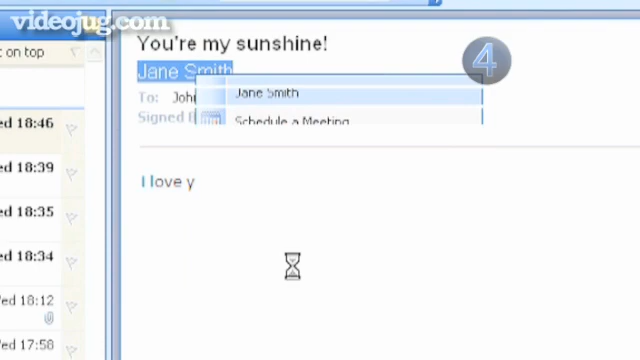 videojug.com
t on top
You're my sunshine!
4
Jane Smith
To: John
Jane Smith
Signed
Schedule a Meeting
ed 18:46
ed 18:39
I love y
ed 18:35
ed 18:34
ed 18:12
ed 17:58